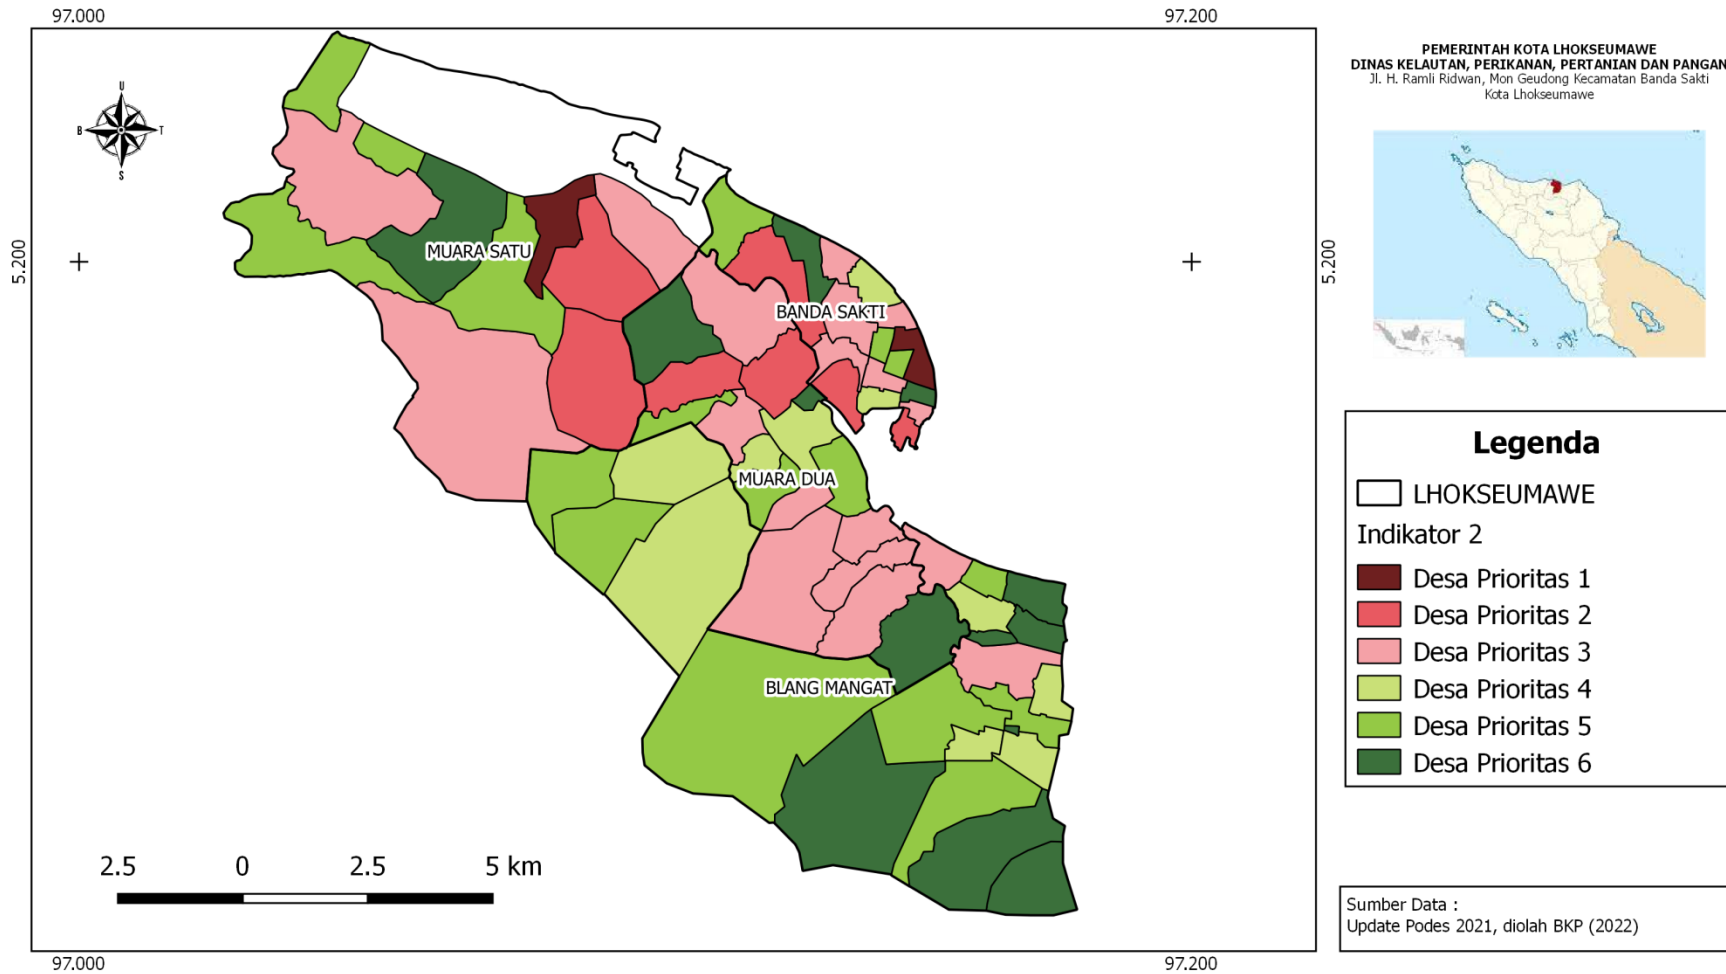 97.000
97.200
PEMERINTAH KOTA LHOKSEUMAWE
DINAS KELAUTAN, PERIKANAN, PERTANIAN DAN PANGAN
Jl. H. Ramli Ridwan, Mon Geudong Kecamatan Banda Sakti
Kota Lhokseumawe
U
B
T
S
5.200
5.200
MUARA SATU
BANDA SAKTI
MUARA DUA
BLANG MANGAT
Legenda
LHOKSEUMAWE
Indikator 2
Desa Prioritas 1
Desa Prioritas 2
Desa Prioritas 3
Desa Prioritas 4
Desa Prioritas 5
Desa Prioritas 6
2.5 0 2.5 5 km
Sumber Data :
Update Podes 2021, diolah BKP (2022)
97.000
97.200